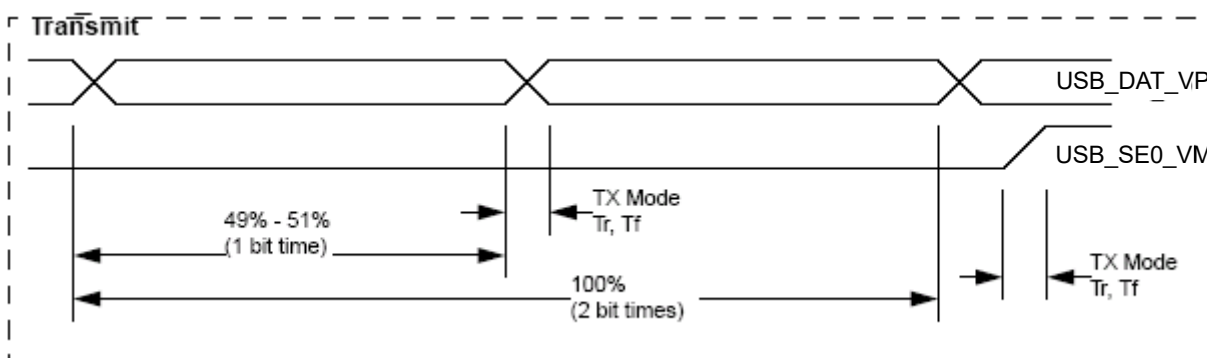 Transmit
USB_DAT_VP
USB_SE0_VM
TX Mode
Tr, Tf
49% - 51%
(1 bit time)
TX Mode
Tr, Tf
100%
(2 bit times)